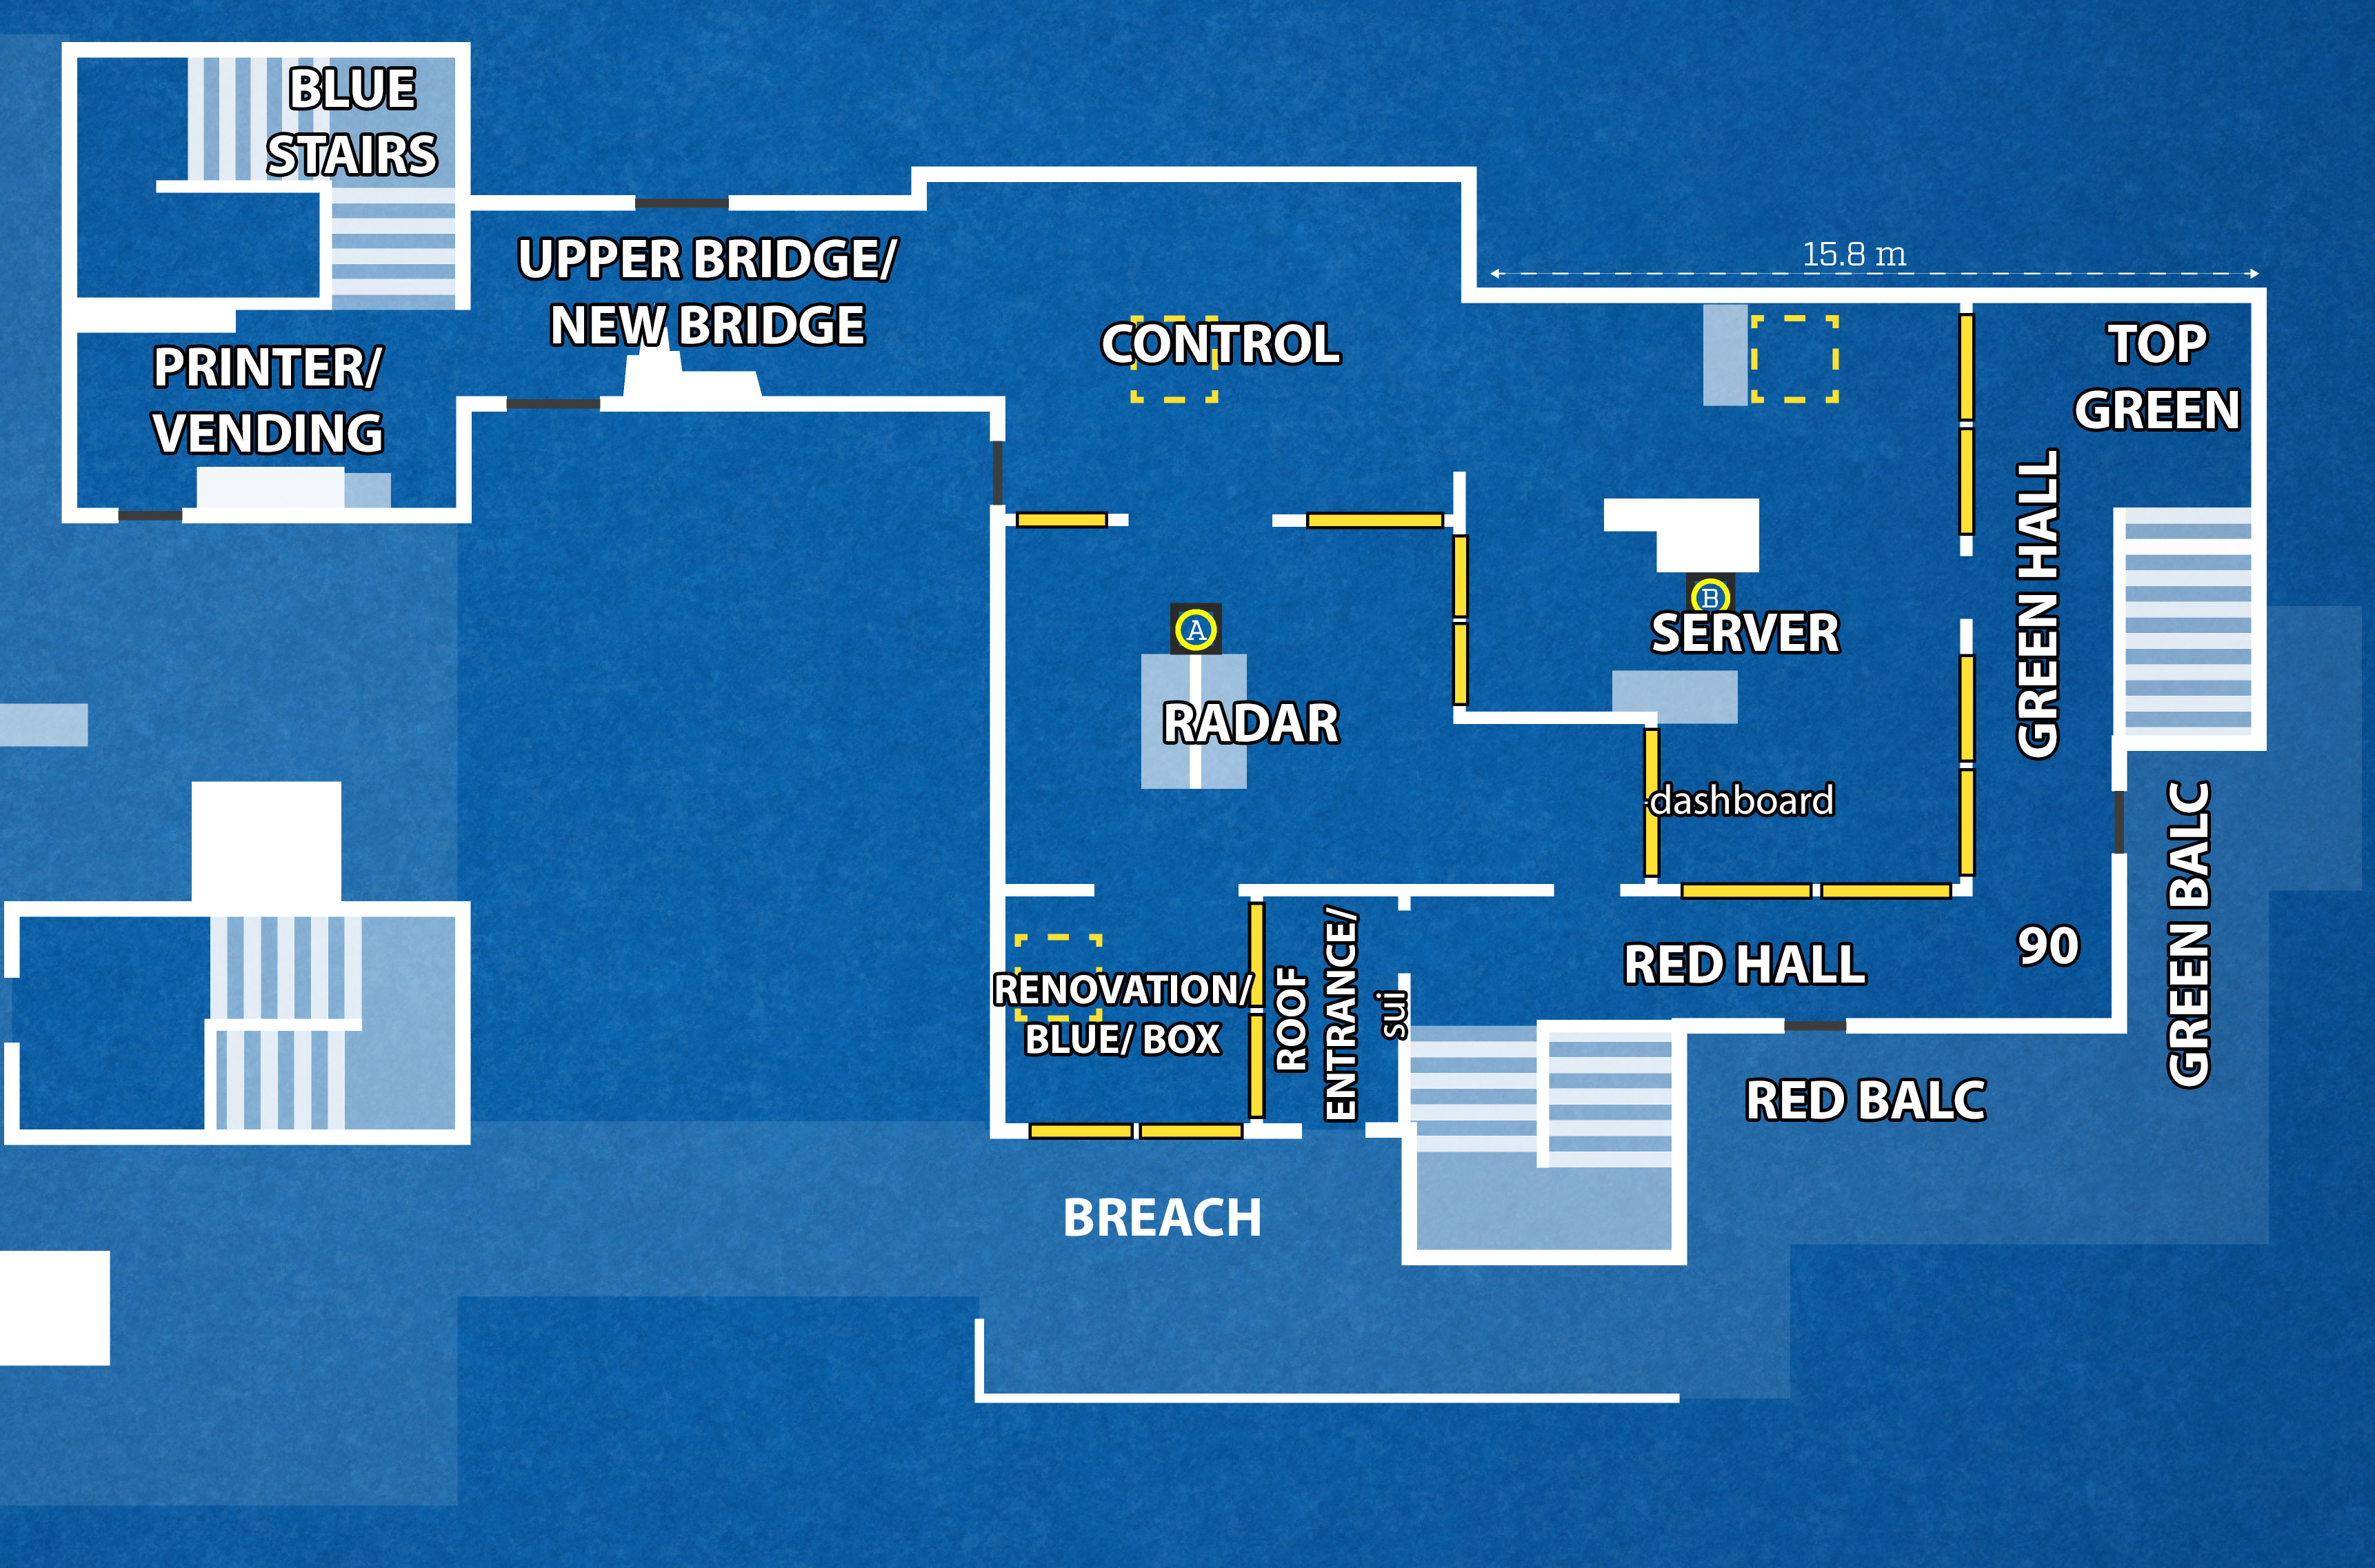 BLUE
STAIRS
UPPER BRIDGE/
NEW BRIDGE
15.8 m
CONTROL
TOP
GREEN
PRINTER/
VENDING
GREEN HALL
A
B
SERVER
RADAR
dashboard
GREEN BALC
RENOVATION/
BLUE/ BOX
ROOF
ENTRANCE/
sui
RED HALL
90
RED BALC
BREACH